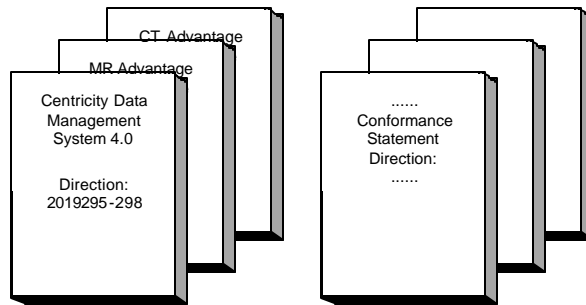 CT Advantage
MR Advantage
Centricity Data
Management
System 4.0
Direction:
2019295-298
......
Conformance
Statement
Direction:
......